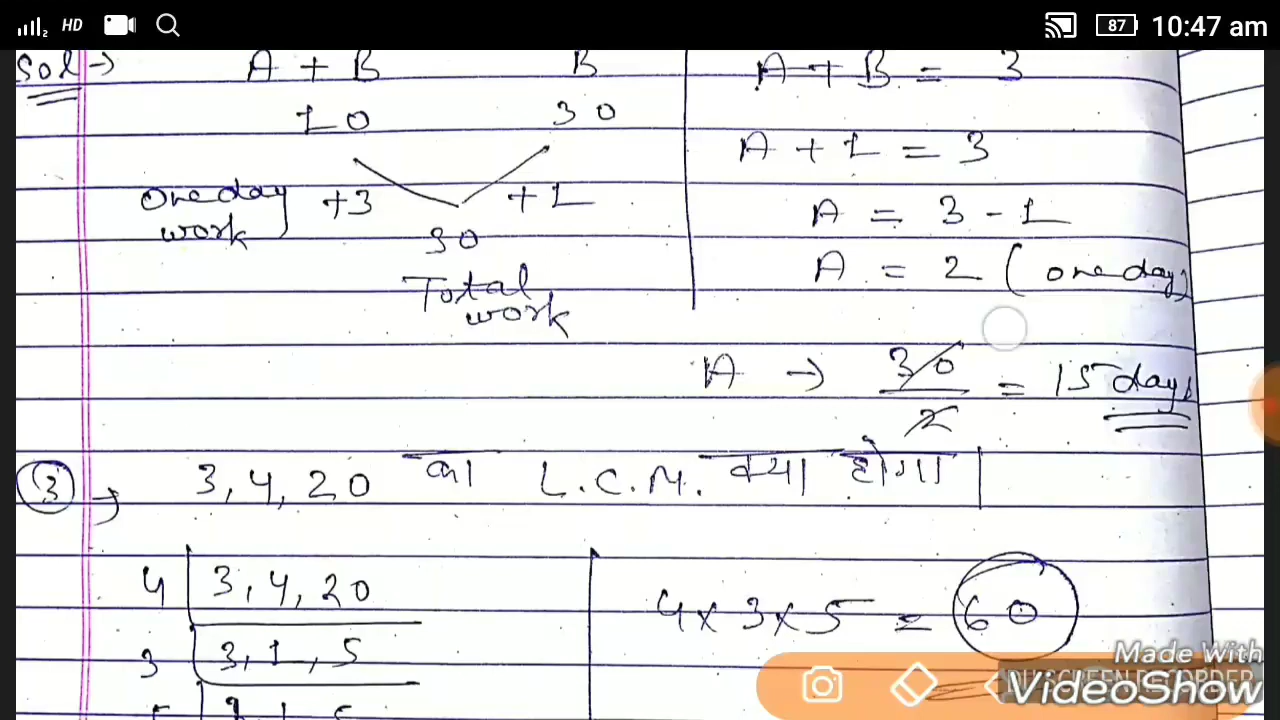 HD 87 10:47 am
Sol → A + B B
10 30
One day work +3 +1
30
Total work
A + B = 3
A + 1 = 3
A = 3 - 1
A = 2 (one day)
A → 30/2 = 15 days
③ → 3, 4, 20 का L.C.M. क्या होगा |
4 | 3, 4, 20
3 | 3, 1, 5
4 x 3 x 5 = 60
Made With
VideoShow